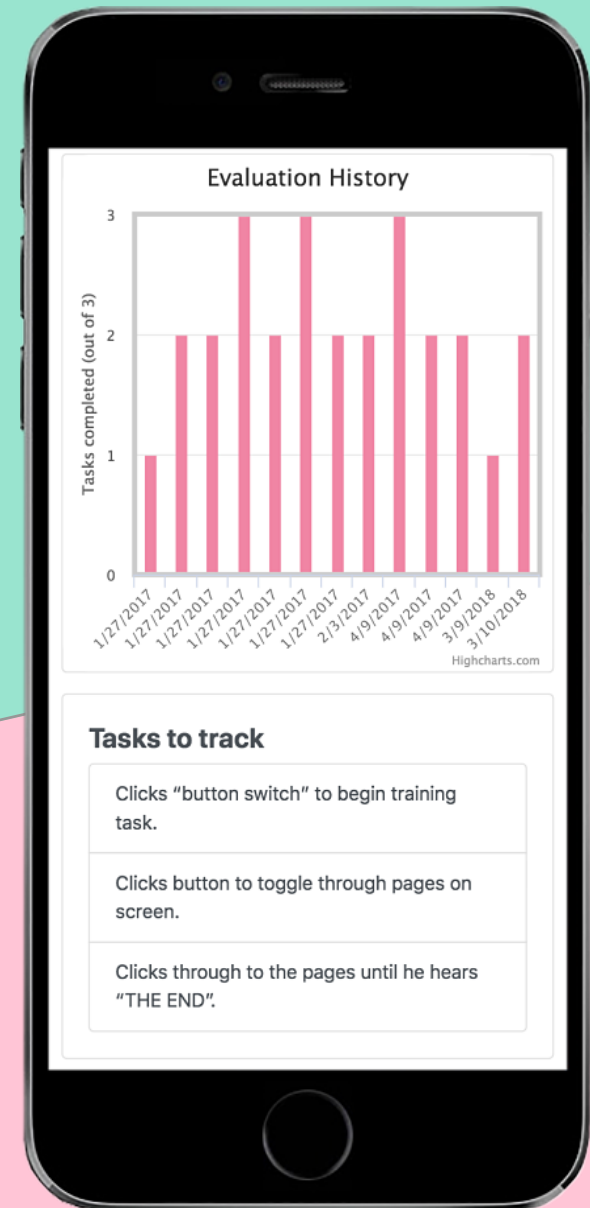 Evaluation History
Tasks completed (out of 3)
3
2
1
0
1/27/2017
1/27/2017
1/27/2017
1/27/2017
1/27/2017
1/27/2017
1/27/2017
2/3/2017
4/9/2017
4/9/2017
4/9/2017
3/9/2018
3/10/2018
Highcharts.com
Tasks to track
Clicks “button switch” to begin training
task.
Clicks button to toggle through pages on
screen.
Clicks through to the pages until he hears
“THE END”.